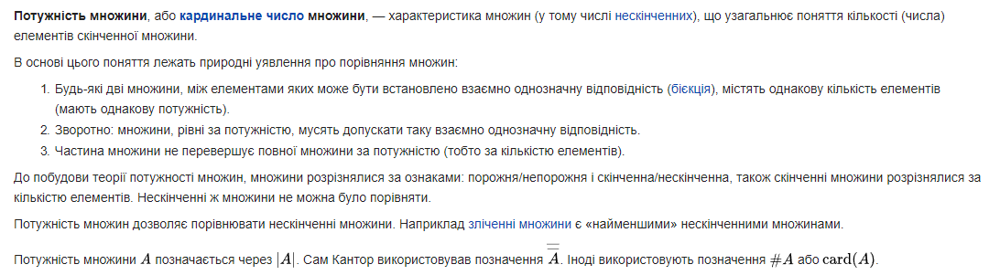 Потужність множини, або кардинальне число множини, — характеристика множин (у тому числі нескінченних), що узагальнює поняття кількості (числа)
елементів скінченної множини.
В основі цього поняття лежать природні уявлення про порівняння множин:
1. Будь-які дві множини, між елементами яких може бути встановлено взаємно однозначну відповідність (бієкція), містять однакову кількість елементів
(мають однакову потужність).
2. Зворотно: множини, рівні за потужністю, мусять допускати таку взаємно однозначну відповідність.
3. Частина множини не перевершує повної множини за потужністю (тобто за кількістю елементів).
До побудови теорії потужності множин, множини розрізнялися за ознаками: порожня/непорожня і скінченна/нескінченна, також скінченні множини розрізнялися за
кількістю елементів. Нескінченні ж множини не можна було порівняти.
Потужність множин дозволяє порівнювати нескінченні множини. Наприклад зліченні множини є «найменшими» нескінченними множинами.
Потужність множини A позначається через |A|. Сам Кантор використовував позначення A̿. Іноді використовують позначення #A або card(A).